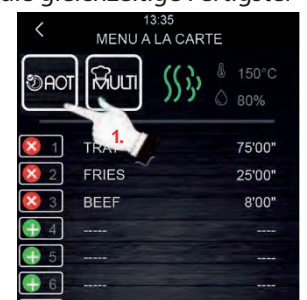 die gleichzeitige Fertigstel
13:35
MENU A LA CARTE
AOT MULTI 150°C
80%
1.
1 TRAY 75'00"
2 FRIES 25'00"
3 BEEF 8'00"
4 ----- ----
5 ----- ----
6 ----- ----